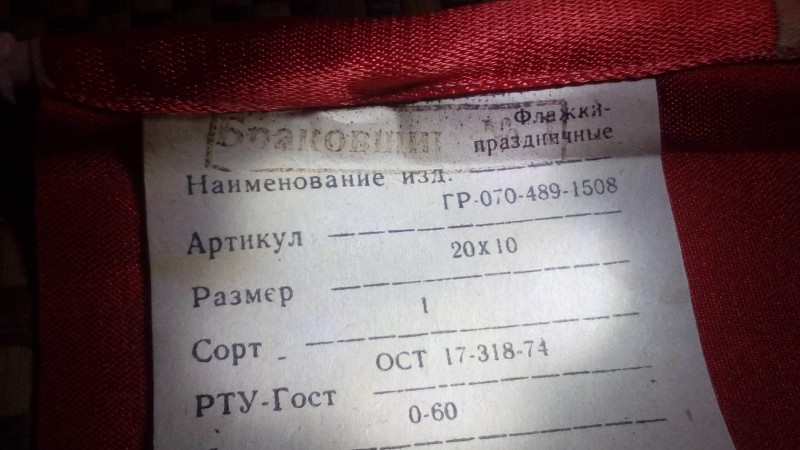 Браковщик
Флажки-
праздничные
Наименование изд.
ГР-070-489-1508
Артикул
20х10
Размер
1
Сорт
ОСТ 17-318-74
РТУ-Гост
0-60